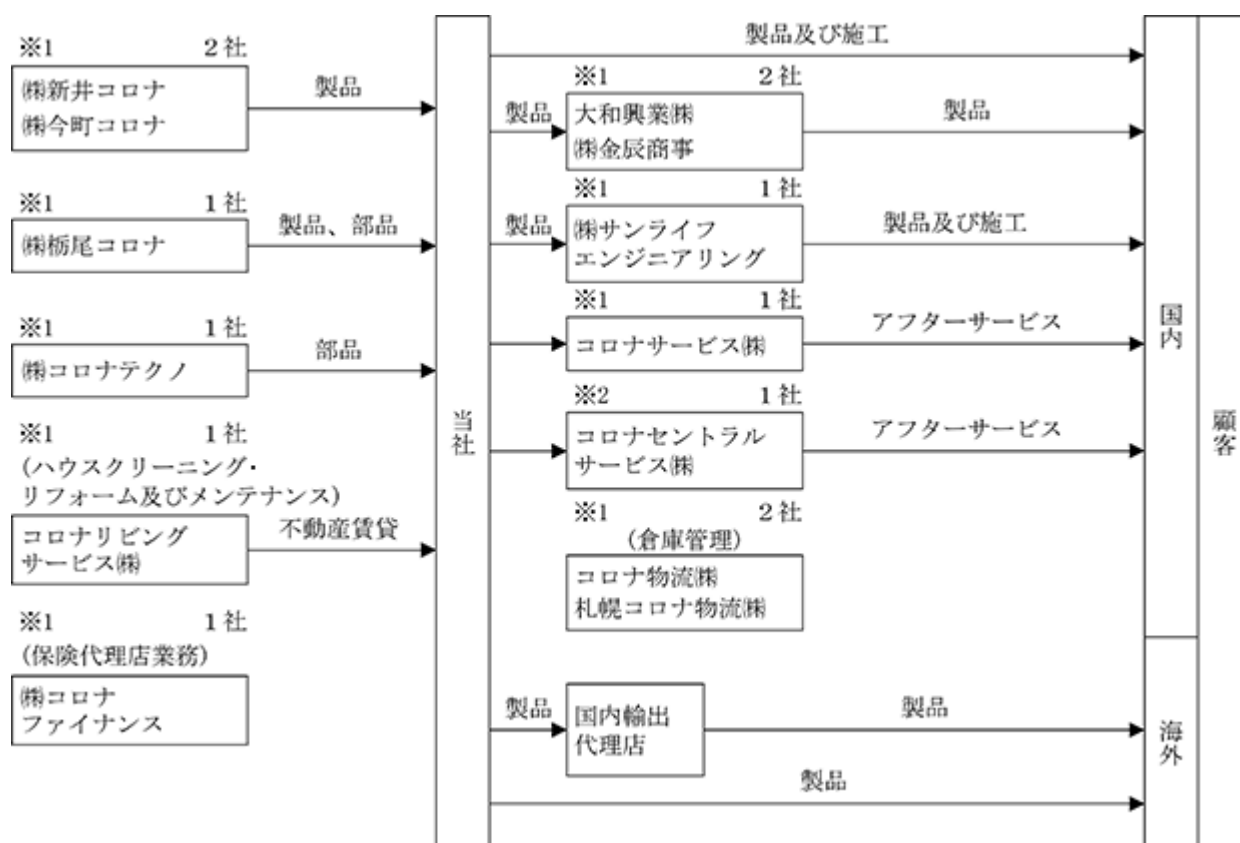 ※1 2社
㈱新井コロナ
㈱今町コロナ
製品
※1 1社
㈱栃尾コロナ
製品、部品
※1 1社
㈱コロナテクノ
部品
※1 1社
(ハウスクリーニング・
リフォーム及びメンテナンス)
コロナリビング
サービス㈱
不動産賃貸
※1 1社
(保険代理店業務)
㈱コロナ
ファイナンス
当社
製品及び施工
製品
※1 2社
大和興業㈱
㈱金辰商事
製品
製品
※1 1社
㈱サンライフ
エンジニアリング
製品及び施工
※1 1社
コロナサービス㈱
アフターサービス
※2 1社
コロナセントラル
サービス㈱
アフターサービス
※1 2社
(倉庫管理)
コロナ物流㈱
札幌コロナ物流㈱
製品
国内輸出
代理店
製品
製品
国内
海外
顧客